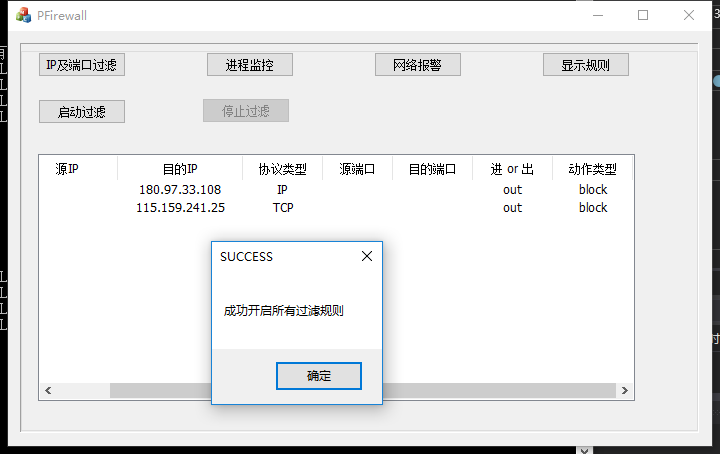 PFirewall
IP及端口过滤 进程监控 网络报警 显示规则
启动过滤 停止过滤
源IP 目的IP 协议类型 源端口 目的端口 进 or 出 动作类型
180.97.33.108 IP out block
115.159.241.25 TCP out block
SUCCESS
成功开启所有过滤规则
确定